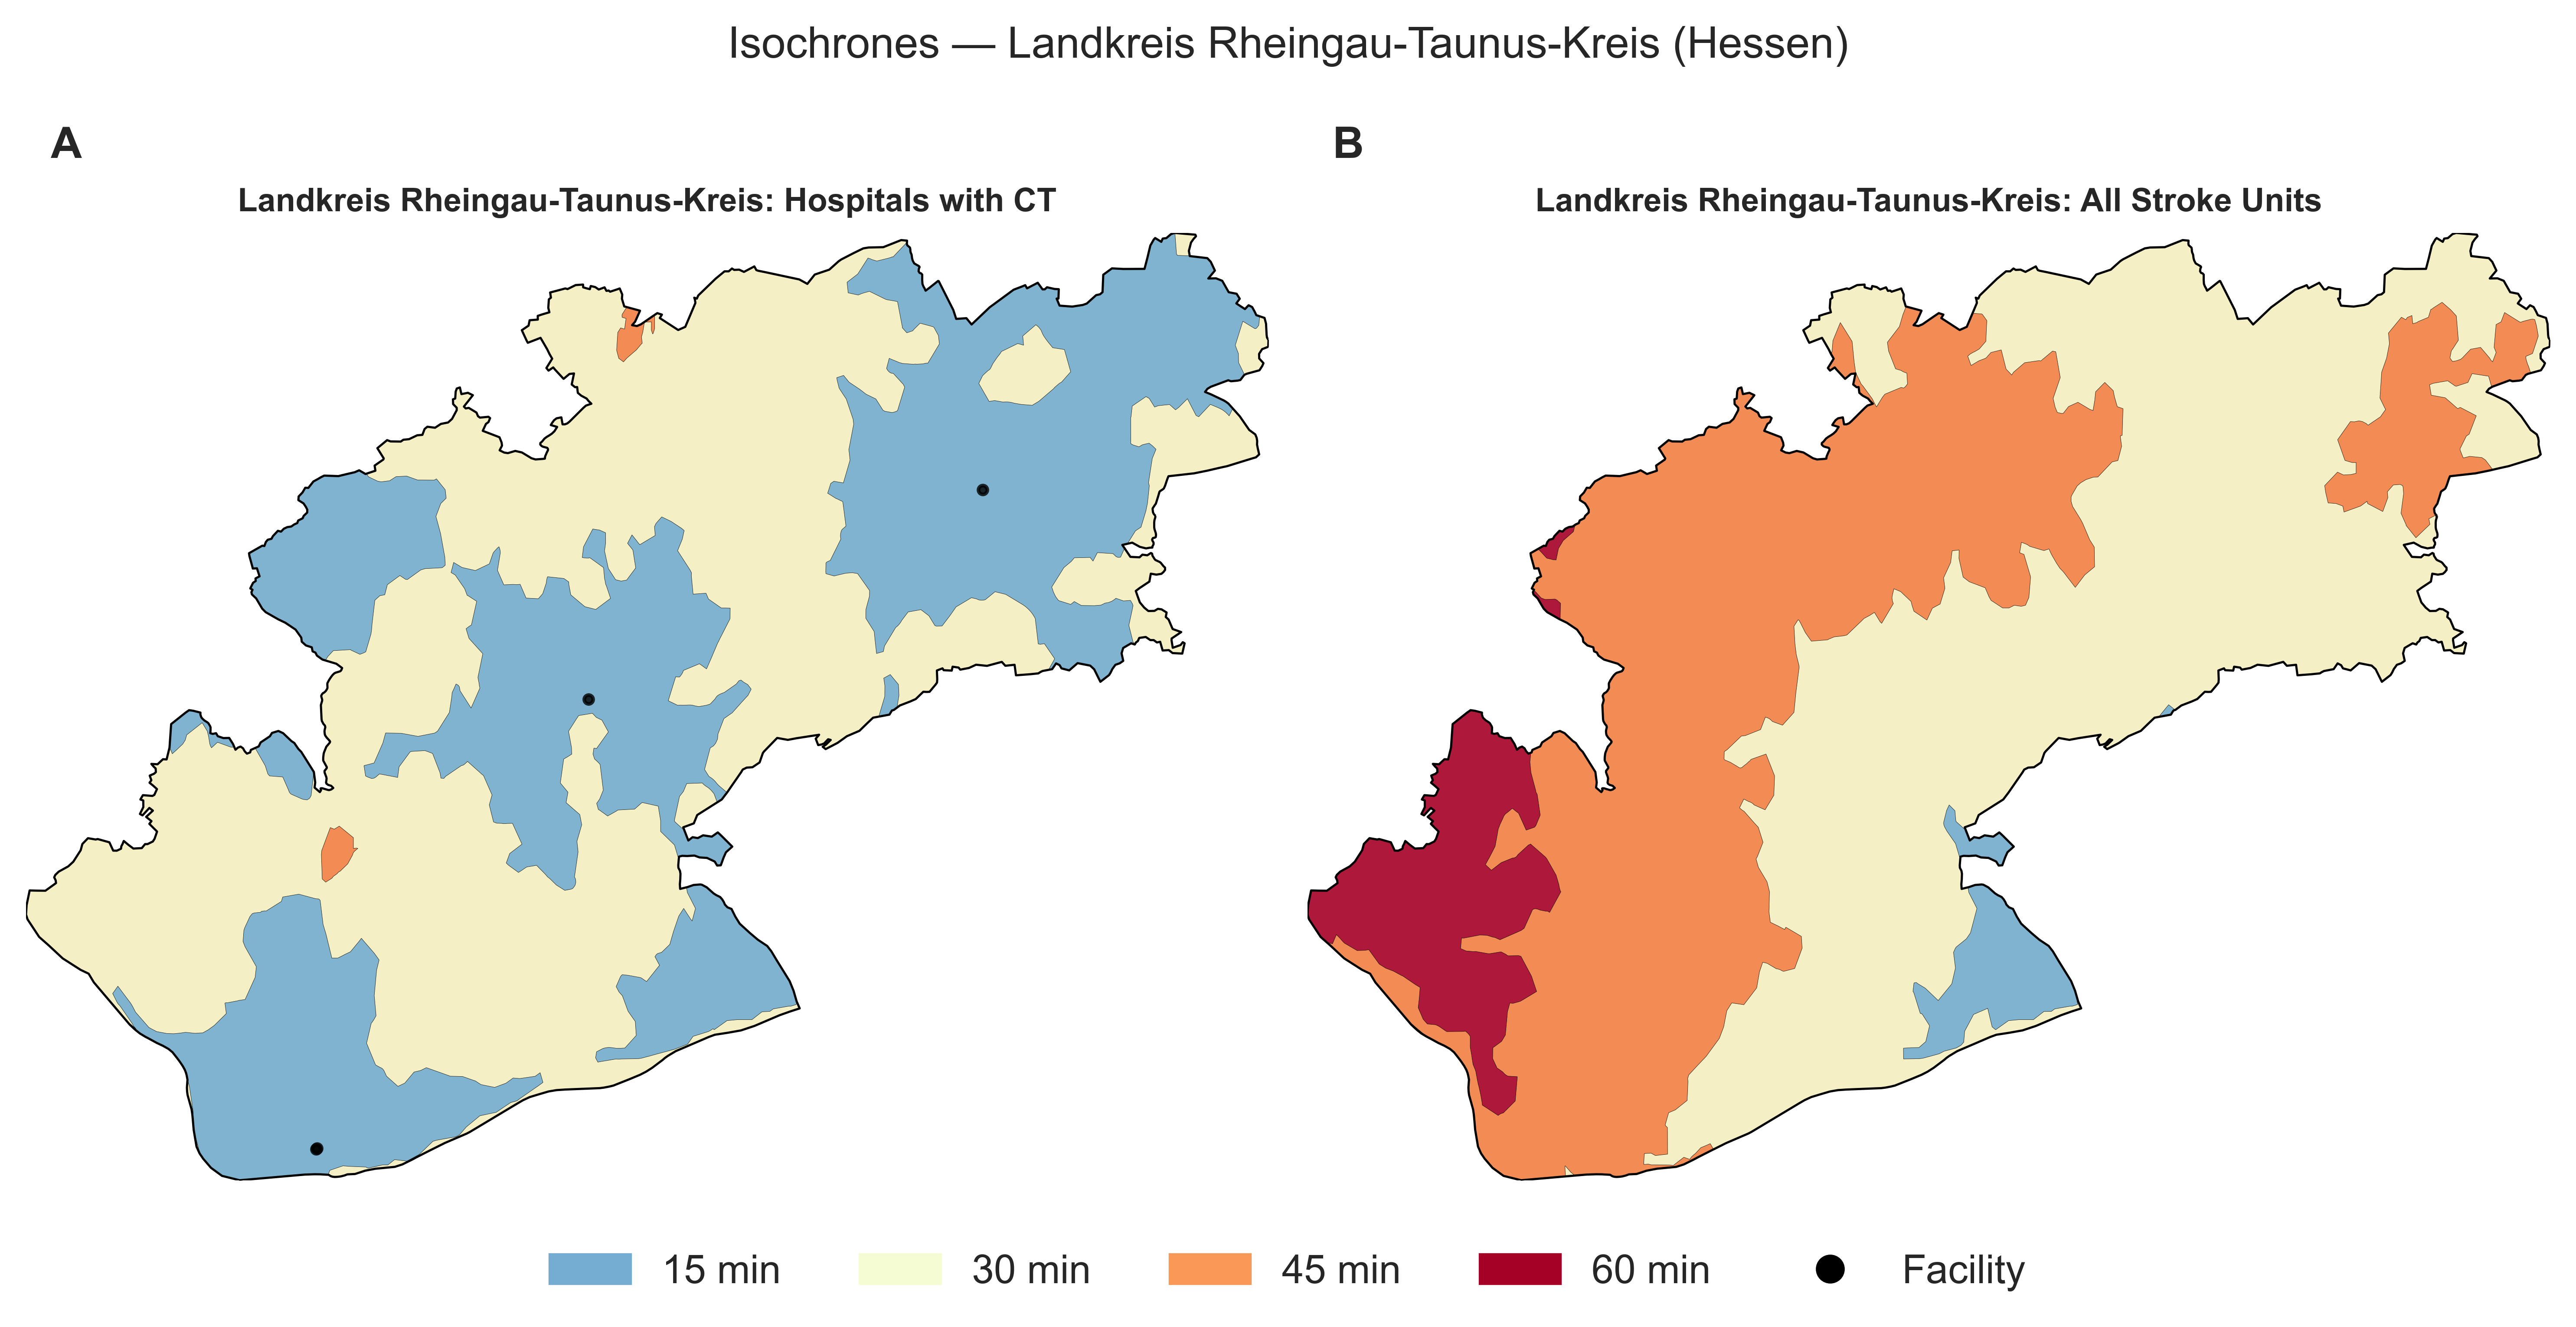 Isochrones — Landkreis Rheingau-Taunus-Kreis (Hessen)
A
B
Landkreis Rheingau-Taunus-Kreis: Hospitals with CT
Landkreis Rheingau-Taunus-Kreis: All Stroke Units
15 min
30 min
45 min
60 min
Facility